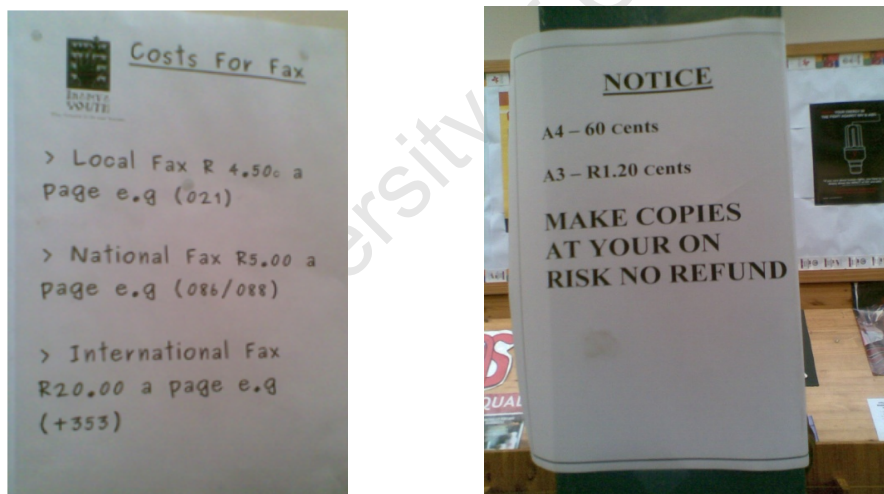 Costs For Fax
IKAMVA
YOUTH
> Local Fax R 4.50c a
page e.g (021)
> National Fax R5.00 a
page e.g (086/088)
> International Fax
R20.00 a page e.g
(+353)
NOTICE
A4 – 60 Cents
A3 – R1.20 Cents
MAKE COPIES
AT YOUR ON
RISK NO REFUND